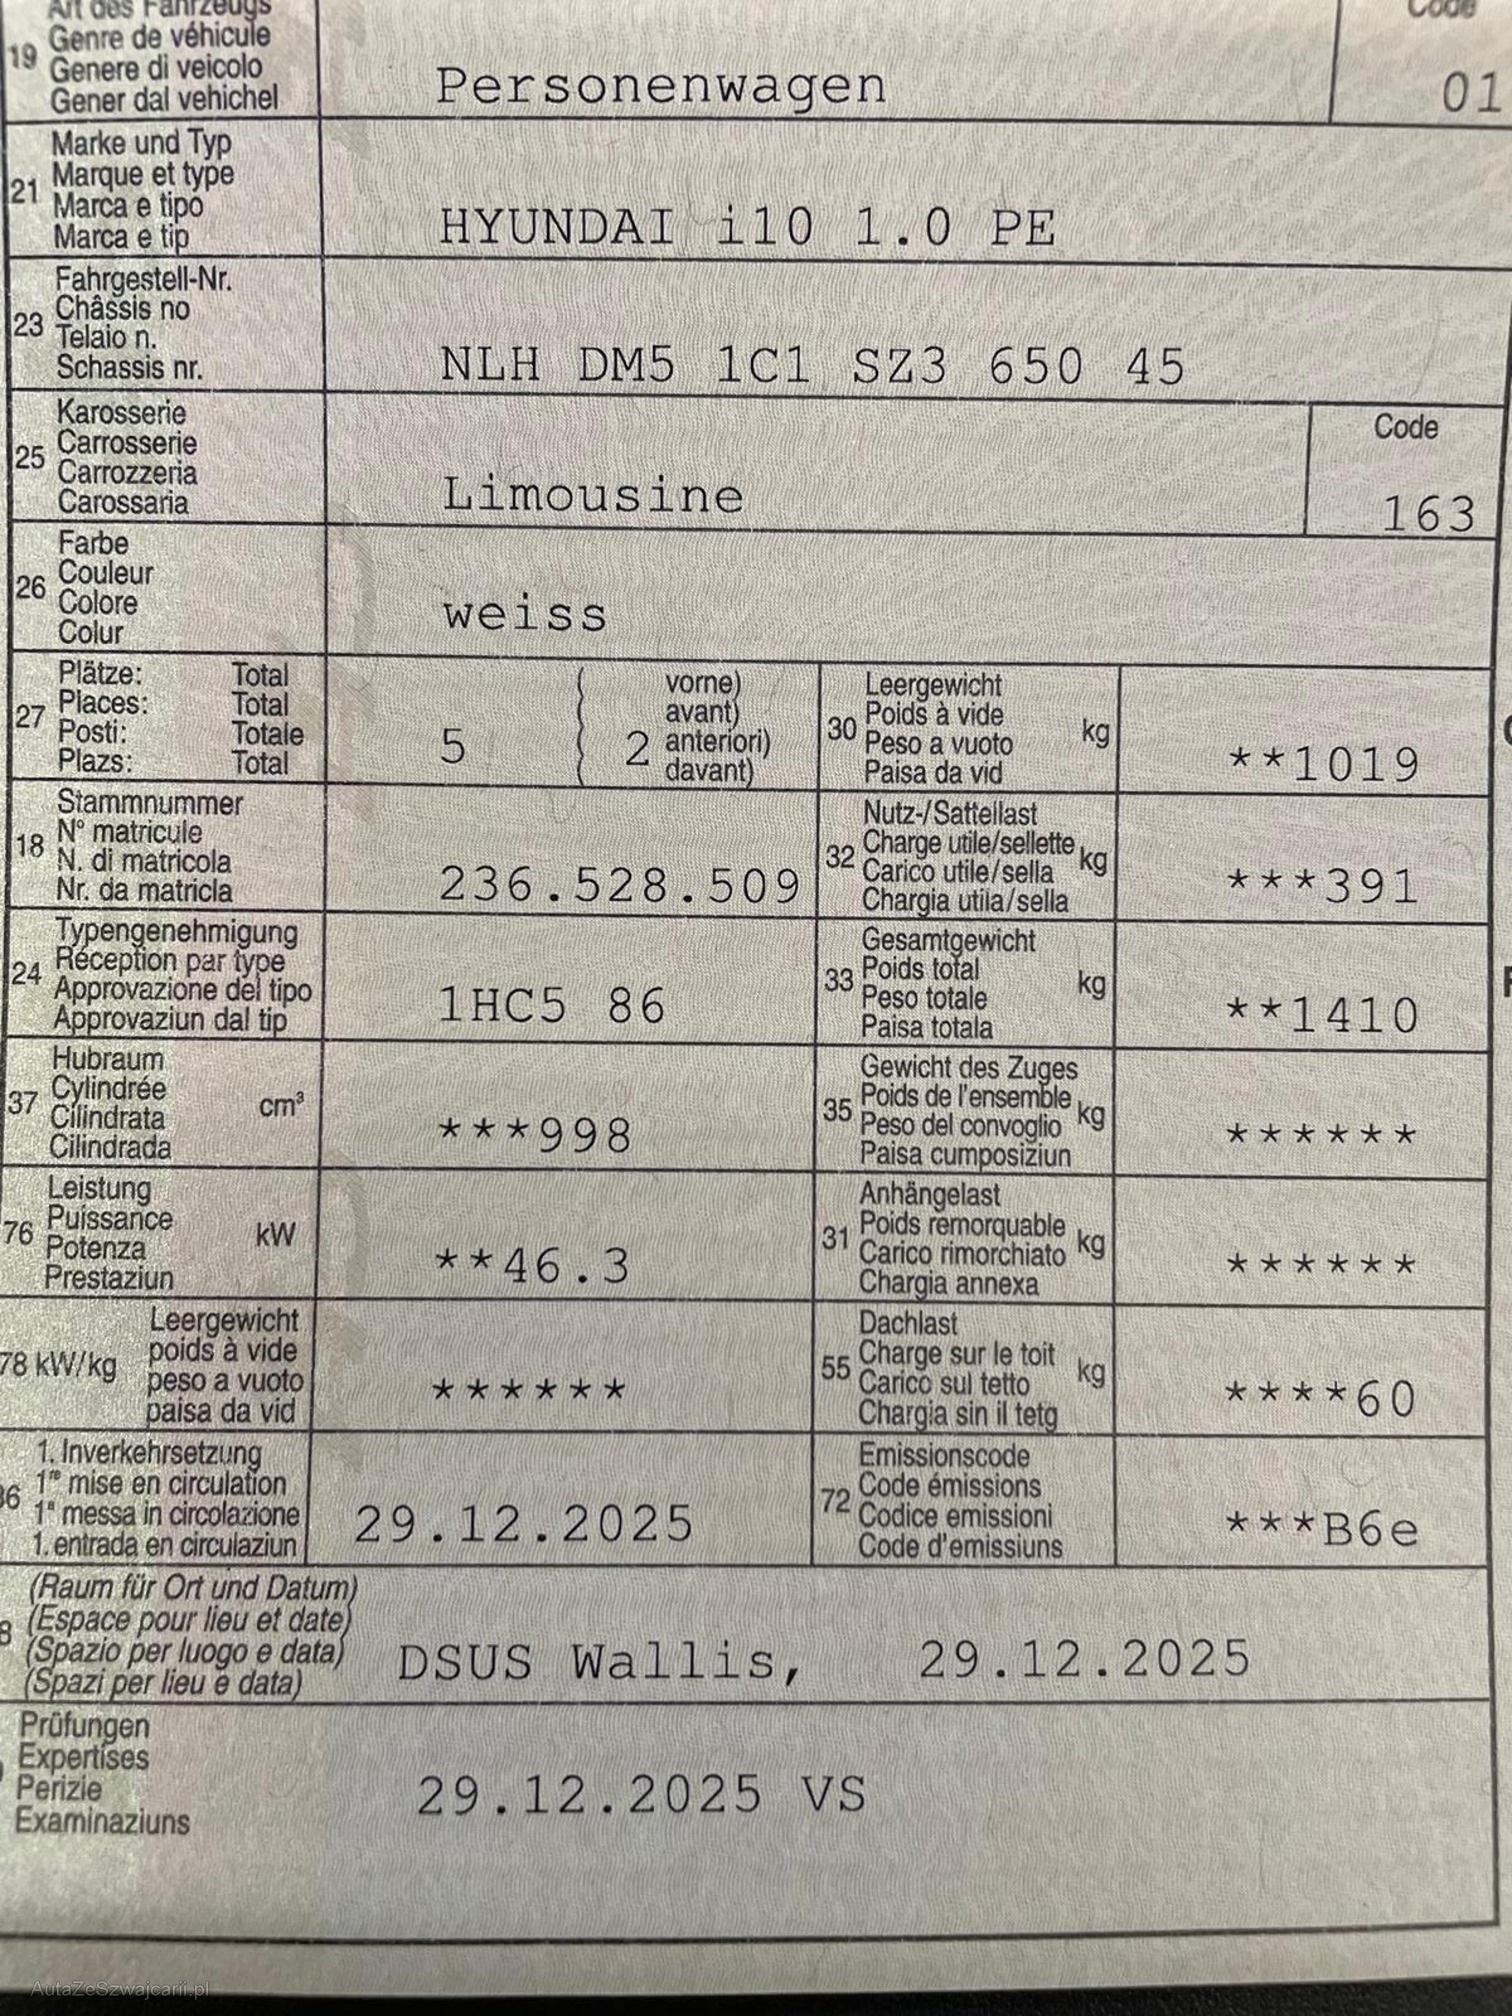 Art des Fahrzeugs Code
19 Genre de véhicule
Genere di veicolo
Gener dal vehichel Personenwagen 01
Marke und Typ
21 Marque et type
Marca e tipo
Marca e tip HYUNDAI i10 1.0 PE
Fahrgestell-Nr.
23 Châssis no
Telaio n.
Schassis nr. NLH DM5 1C1 SZ3 650 45
Karosserie Code
25 Carrosserie
Carrozzeria
Carossaria Limousine 163
Farbe
26 Couleur
Colore
Colur weiss
Plätze: Total vorne) Leergewicht
27 Places: Total avant) 30 Poids à vide kg
Posti: Totale 5 2 anteriori) Peso a vuoto
Plazs: Total davant) Paisa da vid **1019
Stammnummer Nutz-/Sattellast
18 N° matricule 32 Charge utile/sellette kg
N. di matricola Carico utile/sella
Nr. da matricla 236.528.509 Chargia utila/sella ***391
Typengenehmigung Gesamtgewicht
24 Réception par type 33 Poids total kg
Approvazione del tipo Peso totale
Approvaziun dal tip 1HC5 86 Paisa totala **1410
Hubraum Gewicht des Zuges
37 Cylindrée cm³ 35 Poids de l'ensemble kg
Cilindrata Peso del convoglio
Cilindrada ***998 Paisa cumposiziun ******
Leistung Anhängelast
76 Puissance kW 31 Poids remorquable kg
Potenza Carico rimorchiato
Prestaziun **46.3 Chargia annexa ******
Leergewicht Dachlast
78 kW/kg poids à vide 55 Charge sur le toit kg
peso a vuoto Carico sul tetto
paisa da vid ****** Chargia sin il tetg ****60
1. Inverkehrsetzung Emissionscode
36 1re mise en circulation 72 Code émissions
1a messa in circolazione Codice emissioni
1. entrada en circulaziun 29.12.2025 Code d'emissiuns ***B6e
(Raum für Ort und Datum)
8 (Espace pour lieu et date)
(Spazio per luogo e data)
(Spazi per lieu e data) DSUS Wallis, 29.12.2025
Prüfungen
Expertises
Perizie 29.12.2025 VS
Examinaziuns
AutaZeSzwajcarii.pl